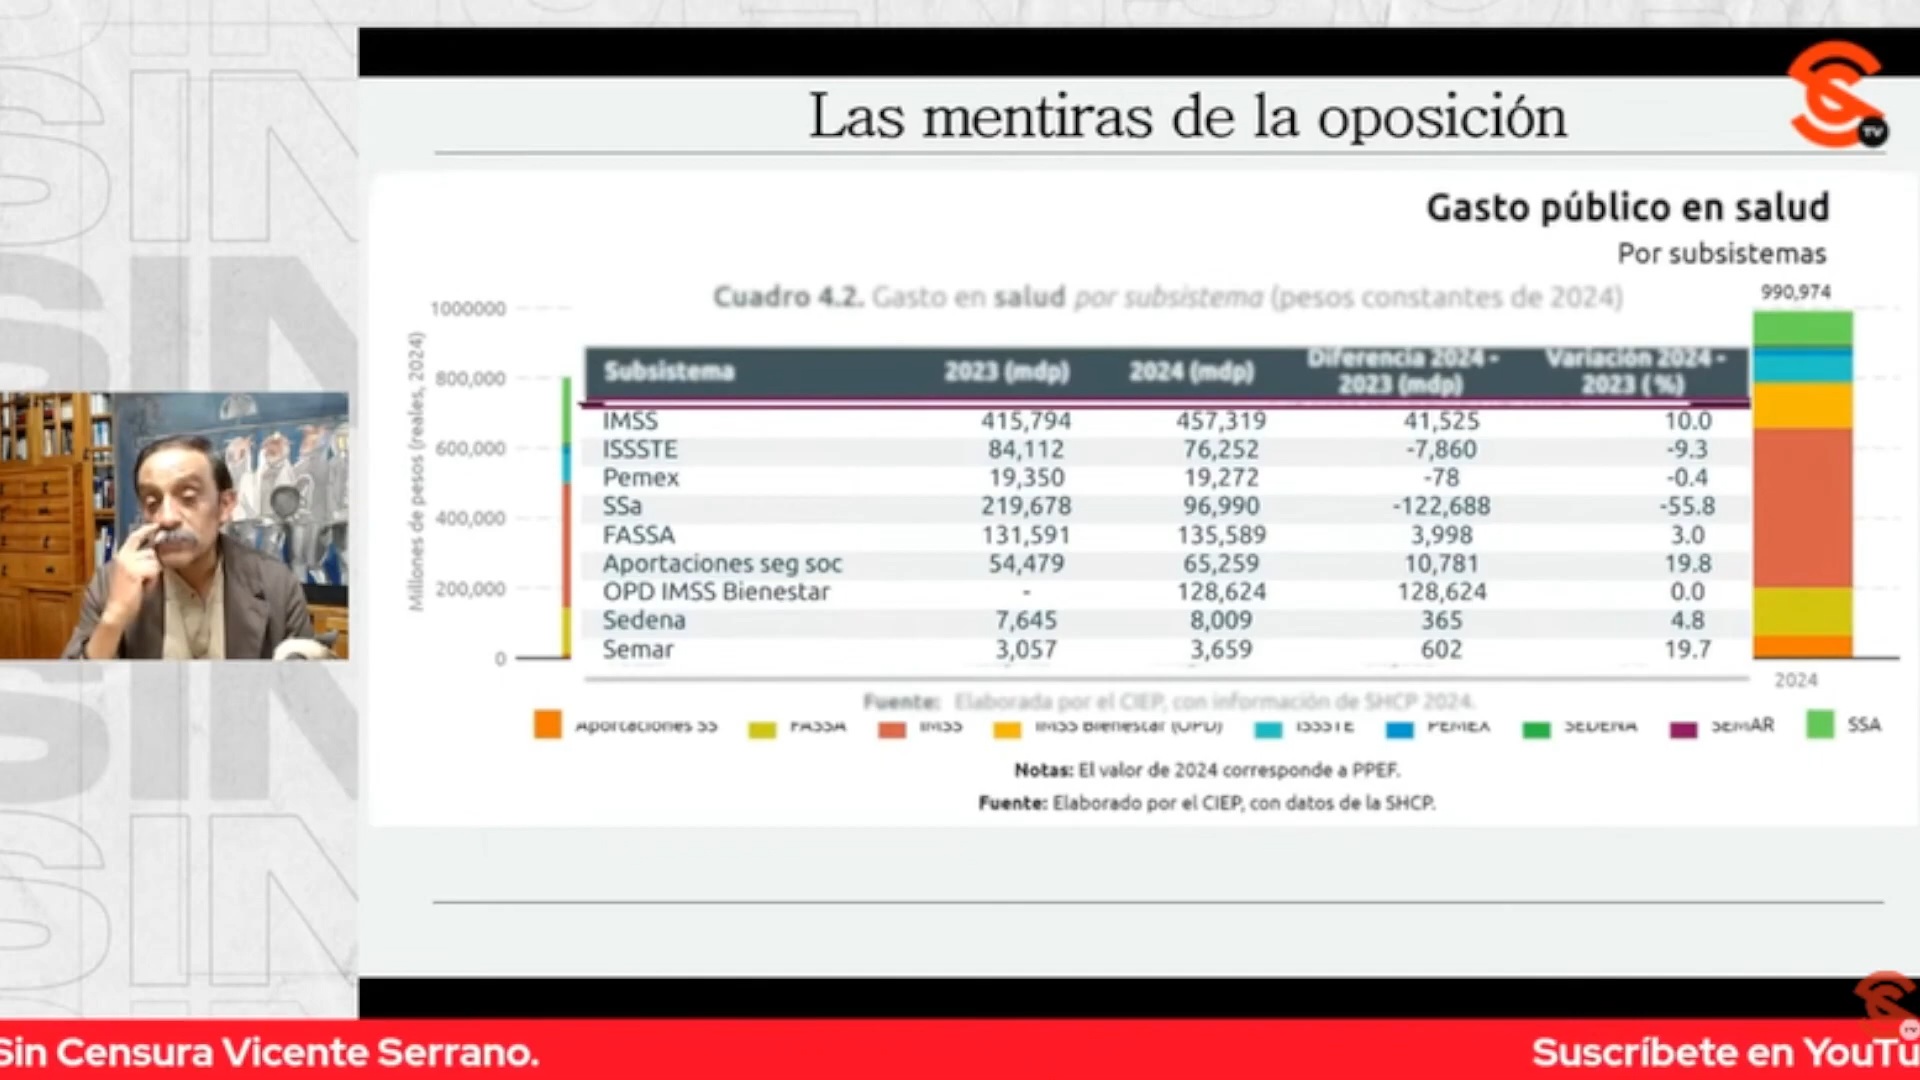 SIN
SIN
SIN
SIN
Las mentiras de la oposición
TV
Gasto público en salud
Por subsistemas
Cuadro 4.2. Gasto en salud por subsistema (pesos constantes de 2024)
990,974
Millones de pesos (reales, 2024)
1000000
800,000
600,000
400,000
200,000
0
Subsistema 2023 (mdp) 2024 (mdp) Diferencia 2024 - 2023 (mdp) Variación 2024 - 2023 ( %)
IMSS 415,794 457,319 41,525 10.0
ISSSTE 84,112 76,252 -7,860 -9.3
Pemex 19,350 19,272 -78 -0.4
SSa 219,678 96,990 -122,688 -55.8
FASSA 131,591 135,589 3,998 3.0
Aportaciones seg soc 54,479 65,259 10,781 19.8
OPD IMSS Bienestar - 128,624 128,624 0.0
Sedena 7,645 8,009 365 4.8
Semar 3,057 3,659 602 19.7
2024
Fuente: Elaborada por el CIEP, con información de SHCP 2024.
Aportaciones SS FASSA IMSS IMSS Bienestar (OPD) ISSSTE PEMEX SEDENA SEMAR SSA
Notas: El valor de 2024 corresponde a PPEF.
Fuente: Elaborado por el CIEP, con datos de la SHCP.
Sin Censura Vicente Serrano.
Suscríbete en YouTu